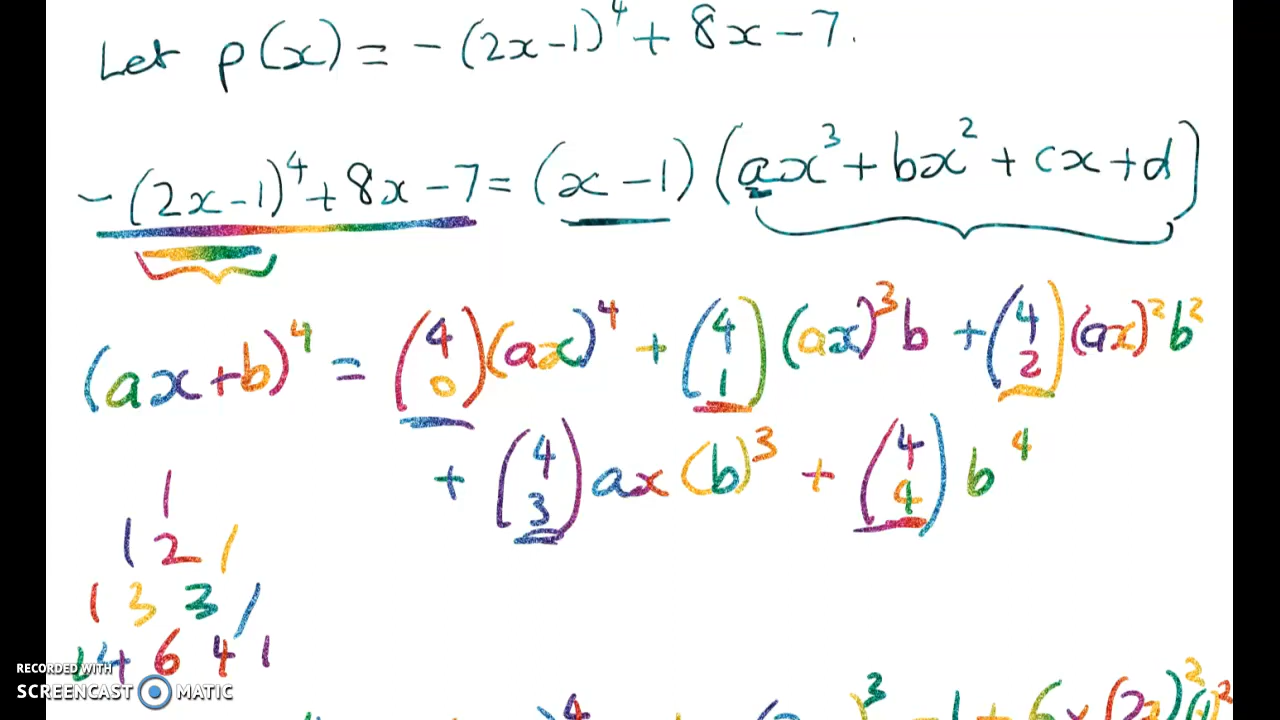 Let p(x) = -(2x-1)⁴ + 8x - 7.
-(2x-1)⁴ + 8x - 7 = (x-1)(ax³ + bx² + cx + d)
(ax+b)⁴ = (4 0)(ax)⁴ + (4 1)(ax)³b + (4 2)(ax)²b²
+ (4 3)ax(b)³ + (4 4)b⁴
1
1 2 1
1 3 3 1
1 4 6 4 1
RECORDED WITH
SCREENCAST MATIC